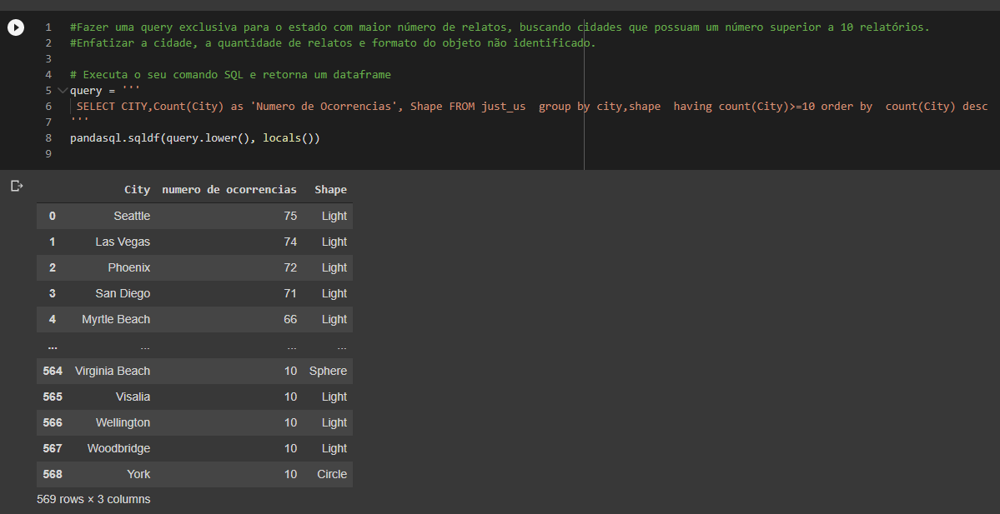 1 #Fazer uma query exclusiva para o estado com maior número de relatos, buscando cidades que possuam um número superior a 10 relatórios.
2 #Enfatizar a cidade, a quantidade de relatos e formato do objeto não identificado.
3
4 # Executa o seu comando SQL e retorna um dataframe
5 query = '''
6 SELECT CITY,Count(City) as 'Numero de Ocorrencias', Shape FROM just_us  group by city,shape  having count(City)>=10 order by  count(City) desc
7 '''
8 pandasql.sqldf(query.lower(), locals())
9
City numero de ocorrencias Shape
0 Seattle 75 Light
1 Las Vegas 74 Light
2 Phoenix 72 Light
3 San Diego 71 Light
4 Myrtle Beach 66 Light
... ... ... ...
564 Virginia Beach 10 Sphere
565 Visalia 10 Light
566 Wellington 10 Light
567 Woodbridge 10 Light
568 York 10 Circle
569 rows × 3 columns